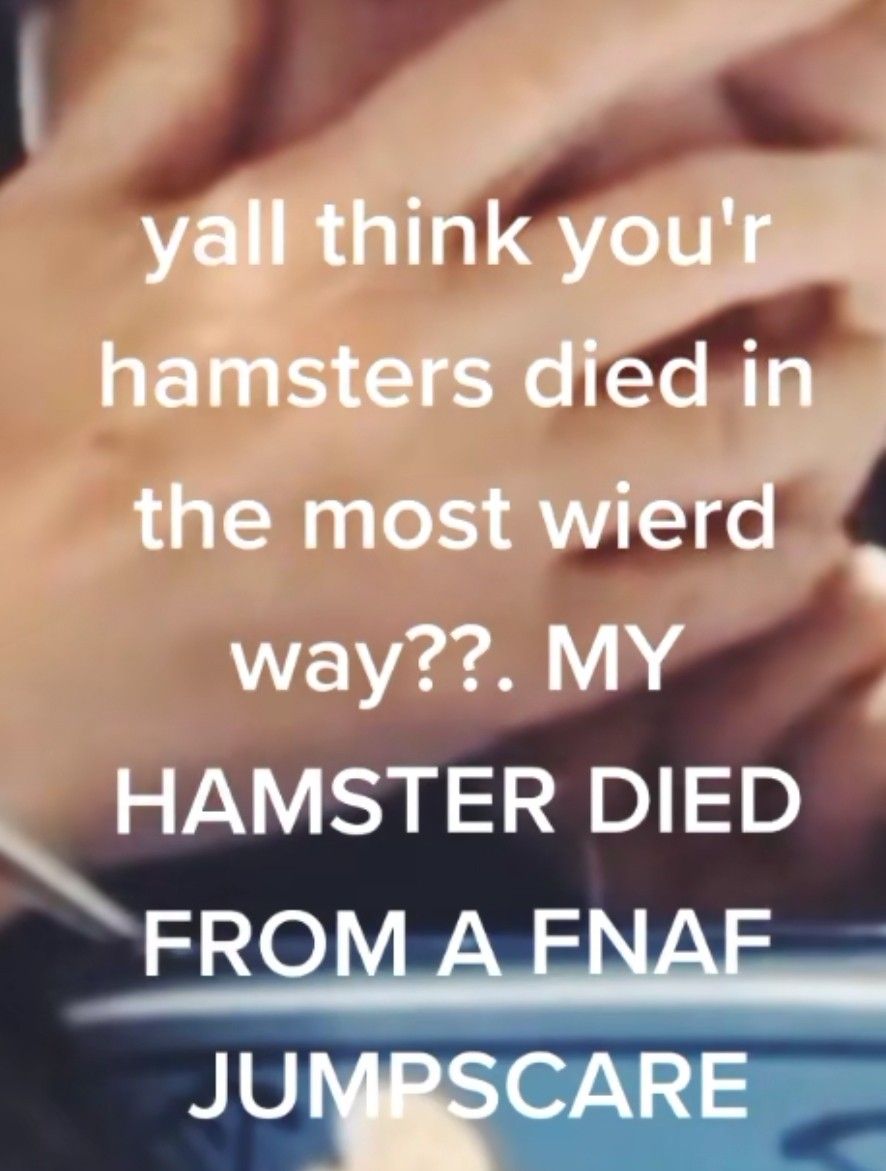 yall think you'r
hamsters died in
the most wierd
way??. MY
HAMSTER DIED
FROM A FNAF
JUMPSCARE